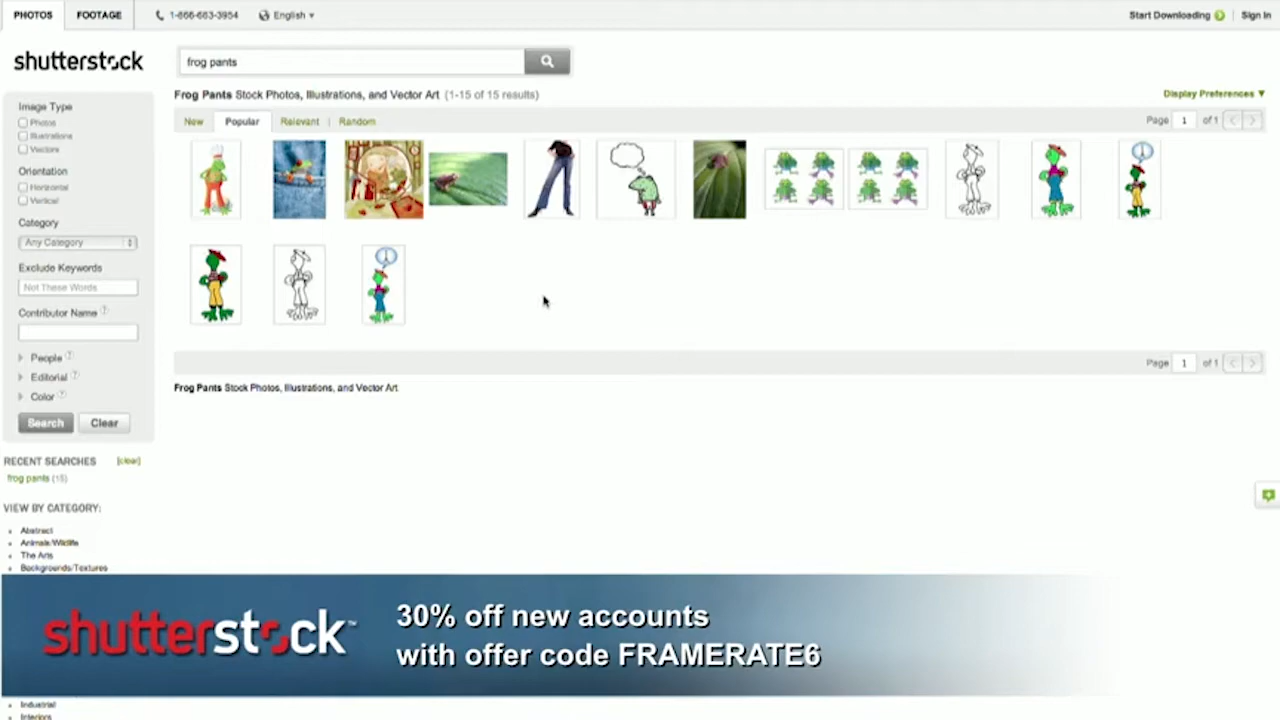 PHOTOS FOOTAGE 1-866-663-3954 English Start Downloading Sign In
shutterstock frog pants
Frog Pants Stock Photos, Illustrations, and Vector Art (1-15 of 15 results) Display Preferences
New Popular Relevant Random Page 1 of 1
Image Type
Photos
Illustrations
Vectors
Orientation
Horizontal
Vertical
Category
Any Category
Exclude Keywords
Not These Words
Contributor Name ?
People ?
Editorial ?
Color ?
Search Clear
Page 1 of 1
Frog Pants Stock Photos, Illustrations, and Vector Art
RECENT SEARCHES [clear]
frog pants (15)
VIEW BY CATEGORY:
Abstract
Animals/Wildlife
The Arts
Backgrounds/Textures
shutterstock™
30% off new accounts
with offer code FRAMERATE6
Industrial
Interiors